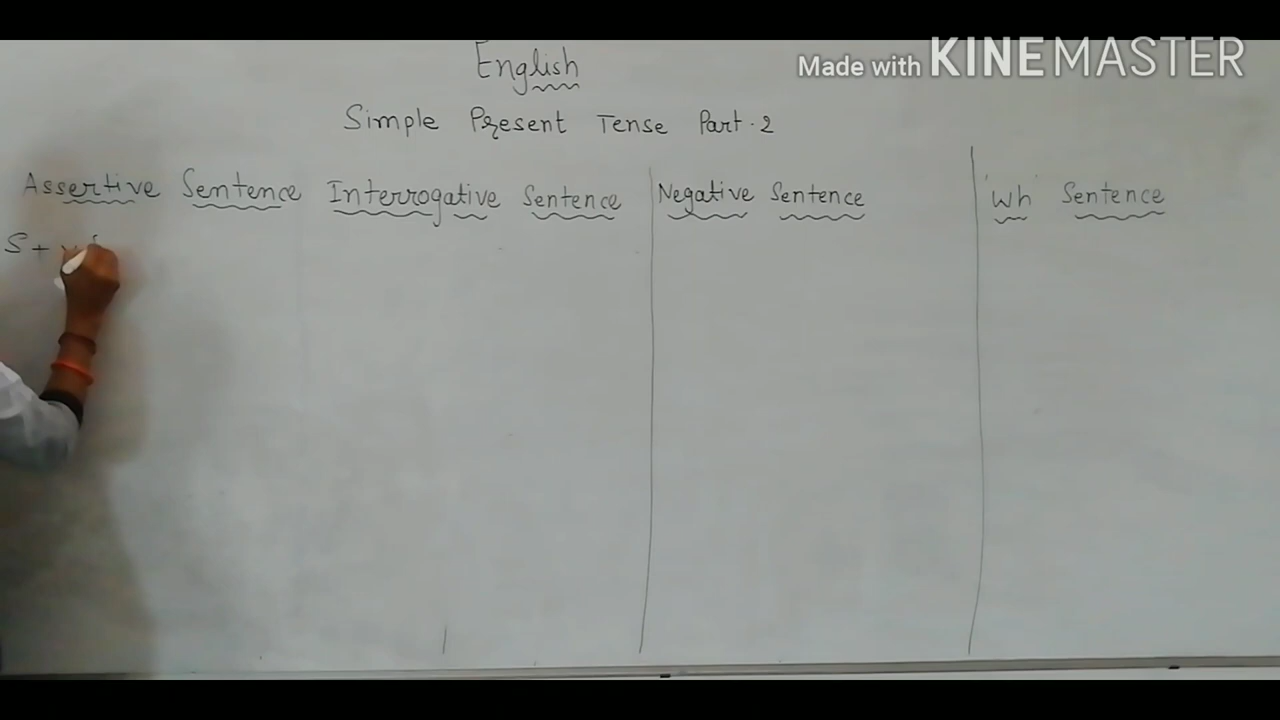 English
Made with KINEMASTER
Simple Present Tense Part-2
Assertive Sentence Interrogative Sentence Negative Sentence 'Wh' Sentence
S +